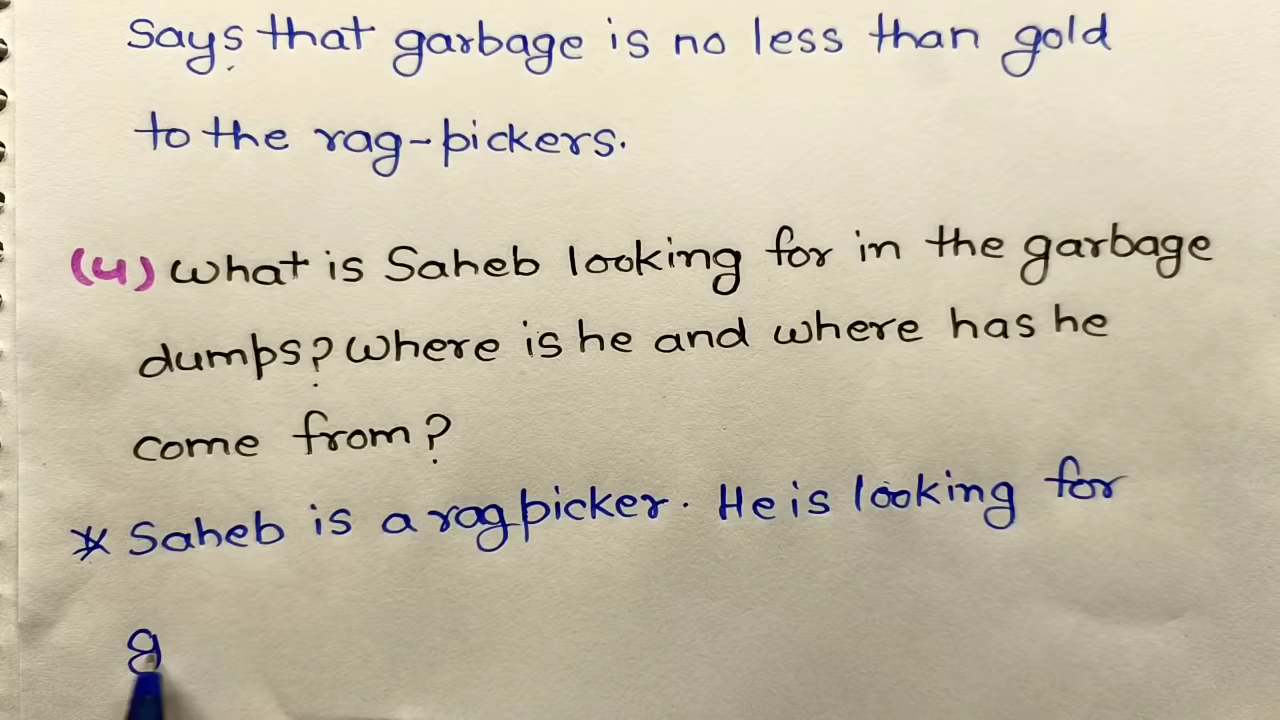 says that garbage is no less than gold
to the rag-pickers.
(4) What is Saheb looking for in the garbage
dumps? Where is he and where has he
come from?
* Saheb is a ragpicker. He is looking for
g